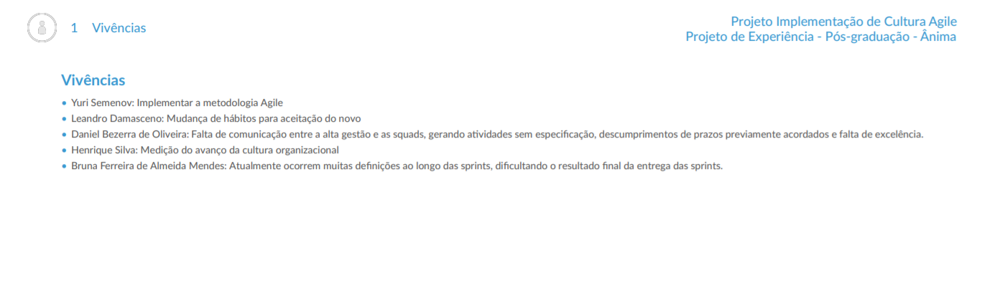 1 Vivências
Projeto Implementação de Cultura Agile
Projeto de Experiência - Pós-graduação - Ânima
Vivências
• Yuri Semenov: Implementar a metodologia Agile
• Leandro Damasceno: Mudança de hábitos para aceitação do novo
• Daniel Bezerra de Oliveira: Falta de comunicação entre a alta gestão e as squads, gerando atividades sem especificação, descumprimentos de prazos previamente acordados e falta de excelência.
• Henrique Silva: Medição do avanço da cultura organizacional
• Bruna Ferreira de Almeida Mendes: Atualmente ocorrem muitas definições ao longo das sprints, dificultando o resultado final da entrega das sprints.